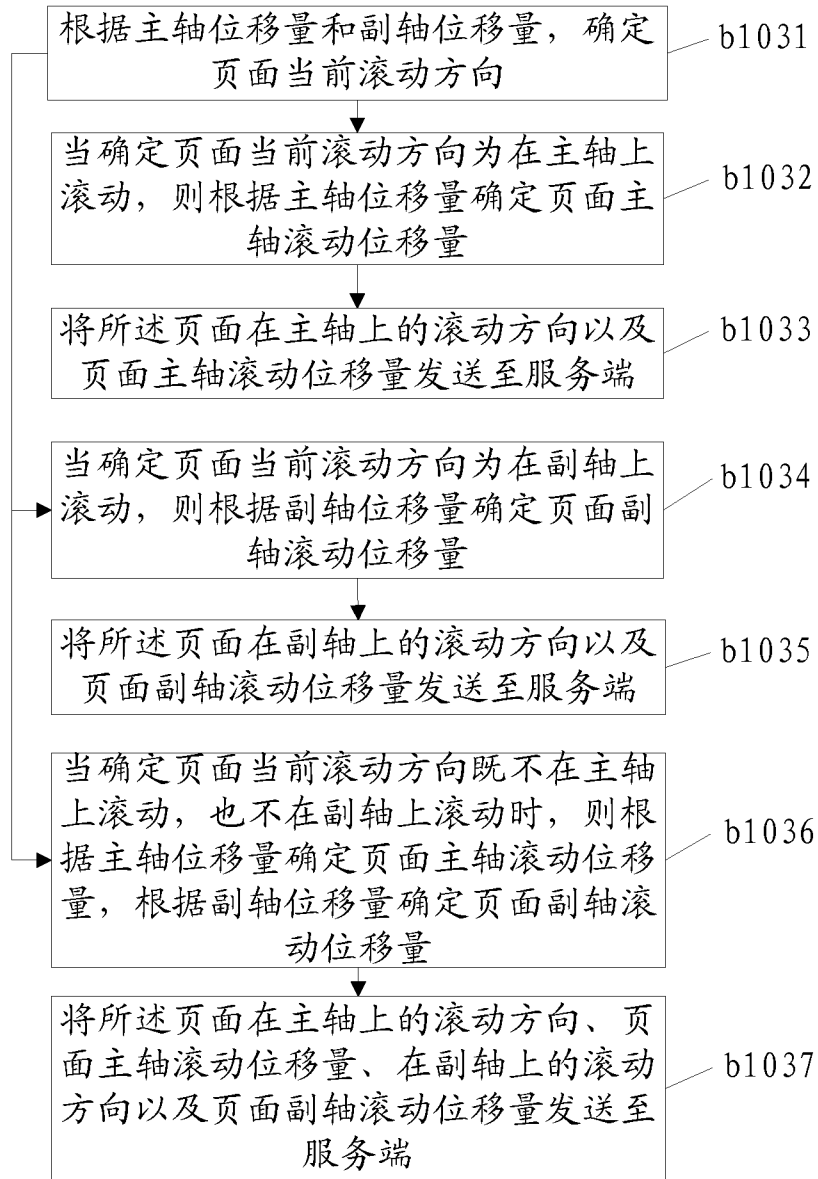 根据主轴位移量和副轴位移量，确定
页面当前滚动方向
b1031
当确定页面当前滚动方向为在主轴上
滚动，则根据主轴位移量确定页面主
轴滚动位移量
b1032
将所述页面在主轴上的滚动方向以及
页面主轴滚动位移量发送至服务端
b1033
当确定页面当前滚动方向为在副轴上
滚动，则根据副轴位移量确定页面副
轴滚动位移量
b1034
将所述页面在副轴上的滚动方向以及
页面副轴滚动位移量发送至服务端
b1035
当确定页面当前滚动方向既不在主轴
上滚动，也不在副轴上滚动时，则根
据主轴位移量确定页面主轴滚动位移
量，根据副轴位移量确定页面副轴滚
动位移量
b1036
将所述页面在主轴上的滚动方向、页
面主轴滚动位移量、在副轴上的滚动
方向以及页面副轴滚动位移量发送至
服务端
b1037